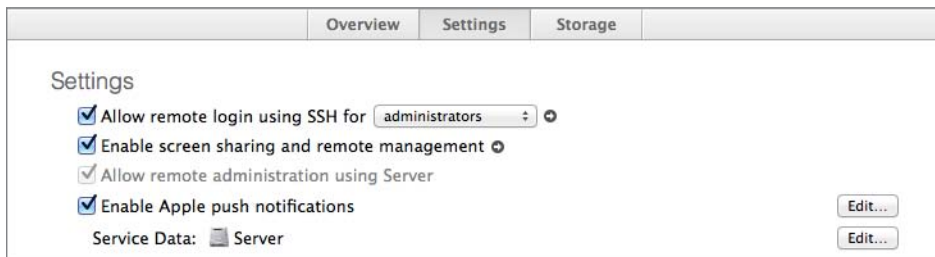 Overview Settings Storage
Settings
Allow remote login using SSH for administrators
Enable screen sharing and remote management
Allow remote administration using Server
Enable Apple push notifications Edit...
Service Data: Server Edit...